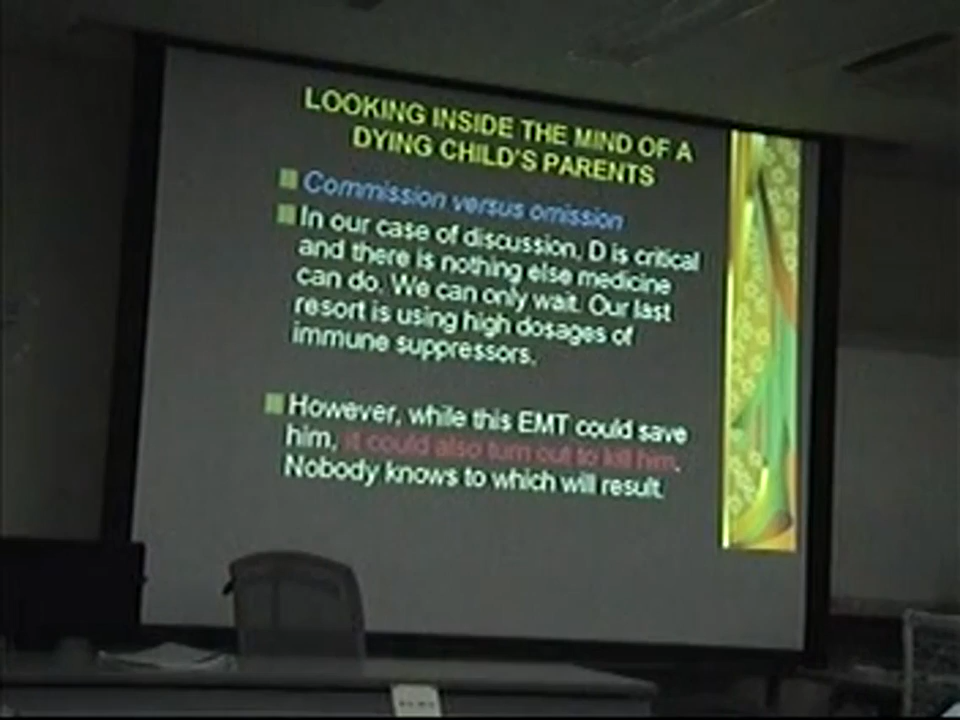 LOOKING INSIDE THE MIND OF A
DYING CHILD'S PARENTS
Commission versus omission
In our case of discussion, D is critical
and there is nothing else medicine
can do. We can only wait. Our last
resort is using high dosages of
immune suppressors.
However, while this EMT could save
him, it could also turn out to kill him.
Nobody knows to which will result.